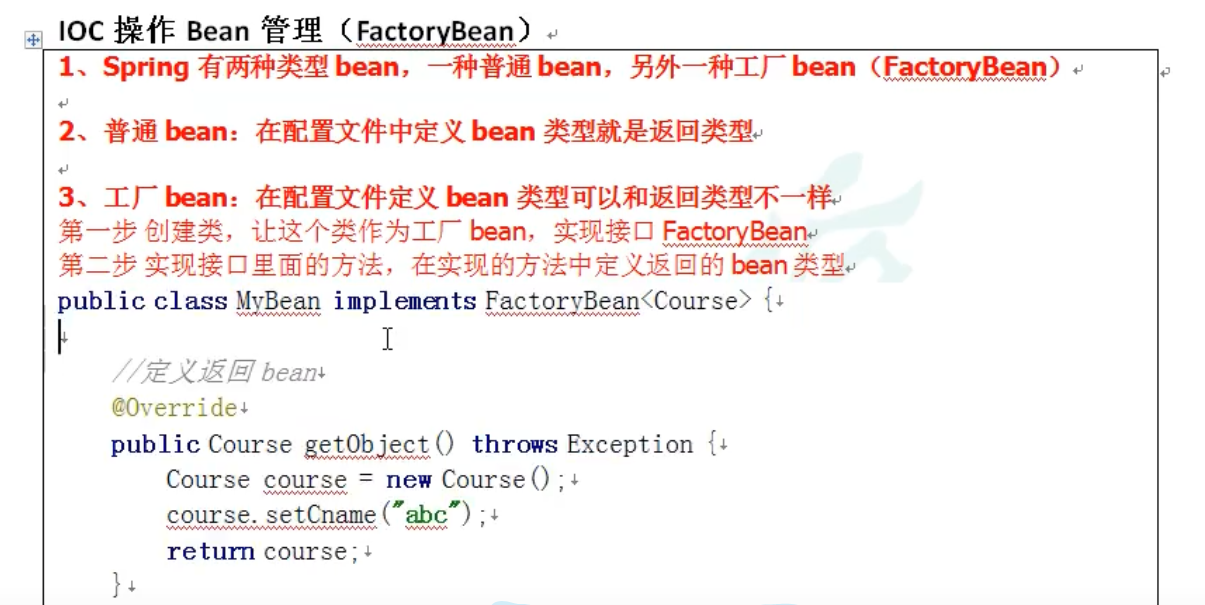 IOC 操作 Bean 管理（FactoryBean）
1、Spring 有两种类型 bean，一种普通 bean，另外一种工厂 bean（FactoryBean）
2、普通 bean：在配置文件中定义 bean 类型就是返回类型
3、工厂 bean：在配置文件定义 bean 类型可以和返回类型不一样
第一步 创建类，让这个类作为工厂 bean，实现接口 FactoryBean
第二步 实现接口里面的方法，在实现的方法中定义返回的 bean 类型
public class MyBean implements FactoryBean<Course> {
//定义返回 bean
@Override
public Course getObject() throws Exception {
Course course = new Course();
course.setCname("abc");
return course;
}